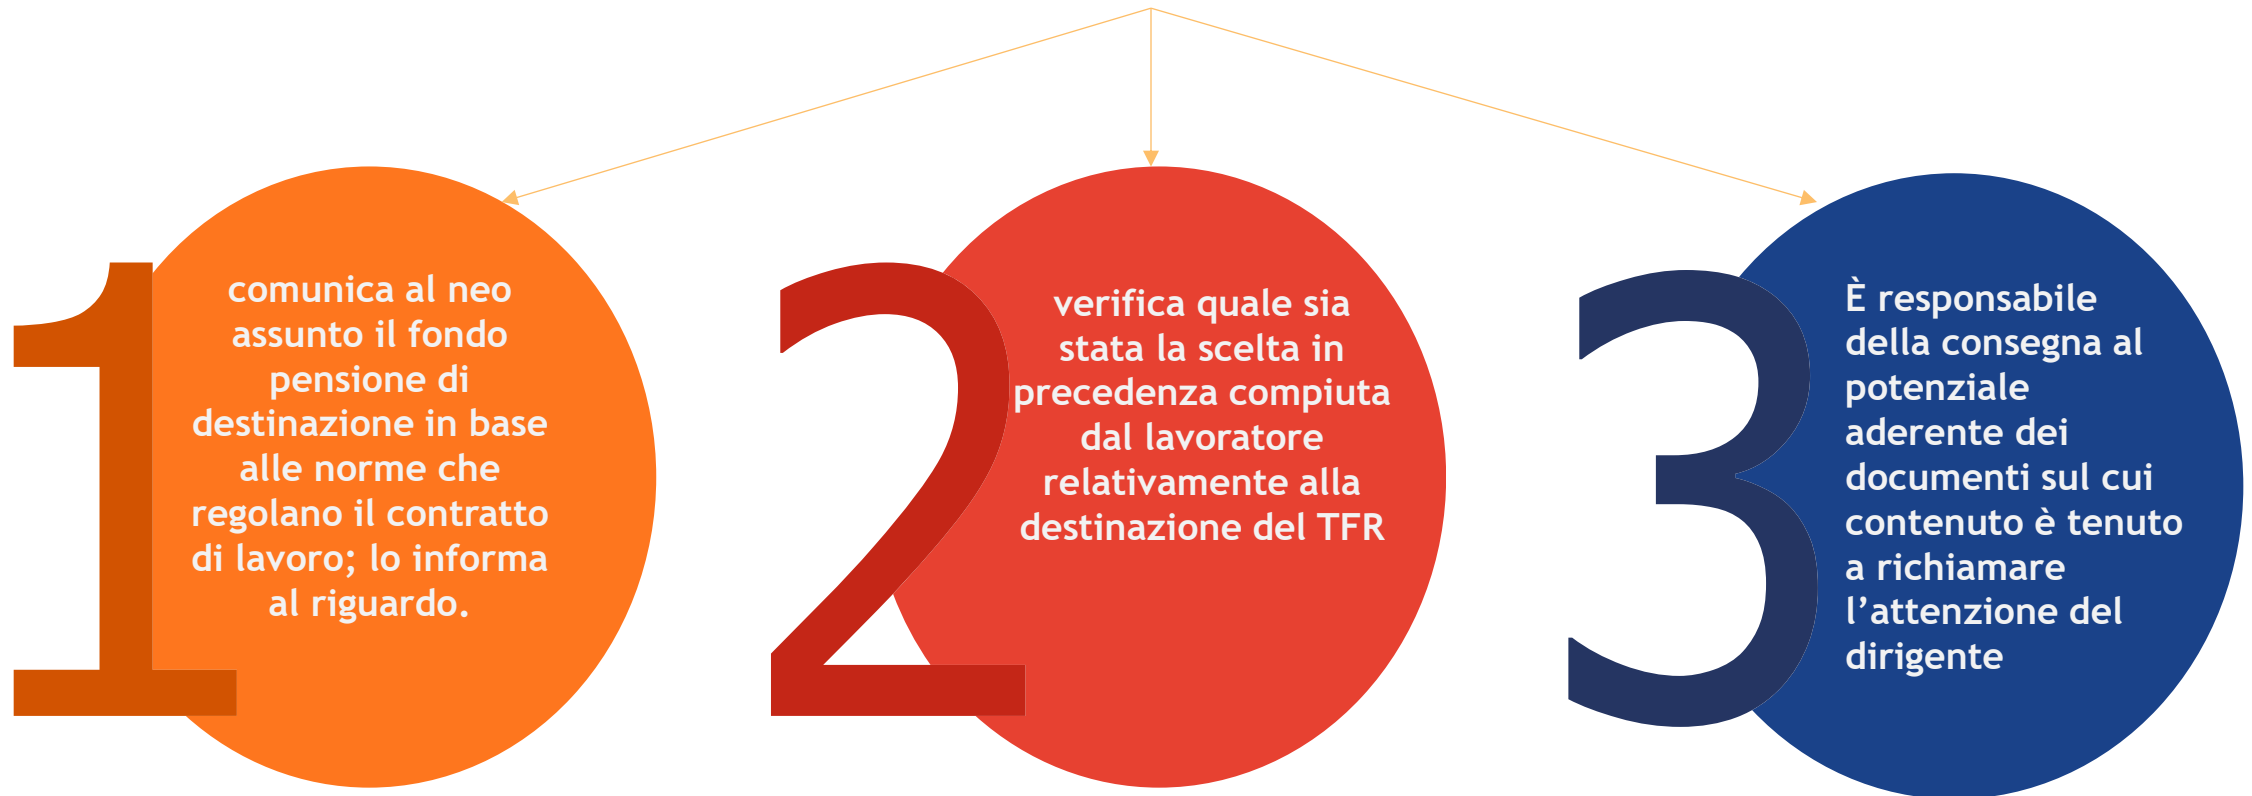 1
comunica al neo
assunto il fondo
pensione di
destinazione in base
alle norme che
regolano il contratto
di lavoro; lo informa
al riguardo.
2
verifica quale sia
stata la scelta in
precedenza compiuta
dal lavoratore
relativamente alla
destinazione del TFR
3
È responsabile
della consegna al
potenziale
aderente dei
documenti sul cui
contenuto è tenuto
a richiamare
l’attenzione del
dirigente